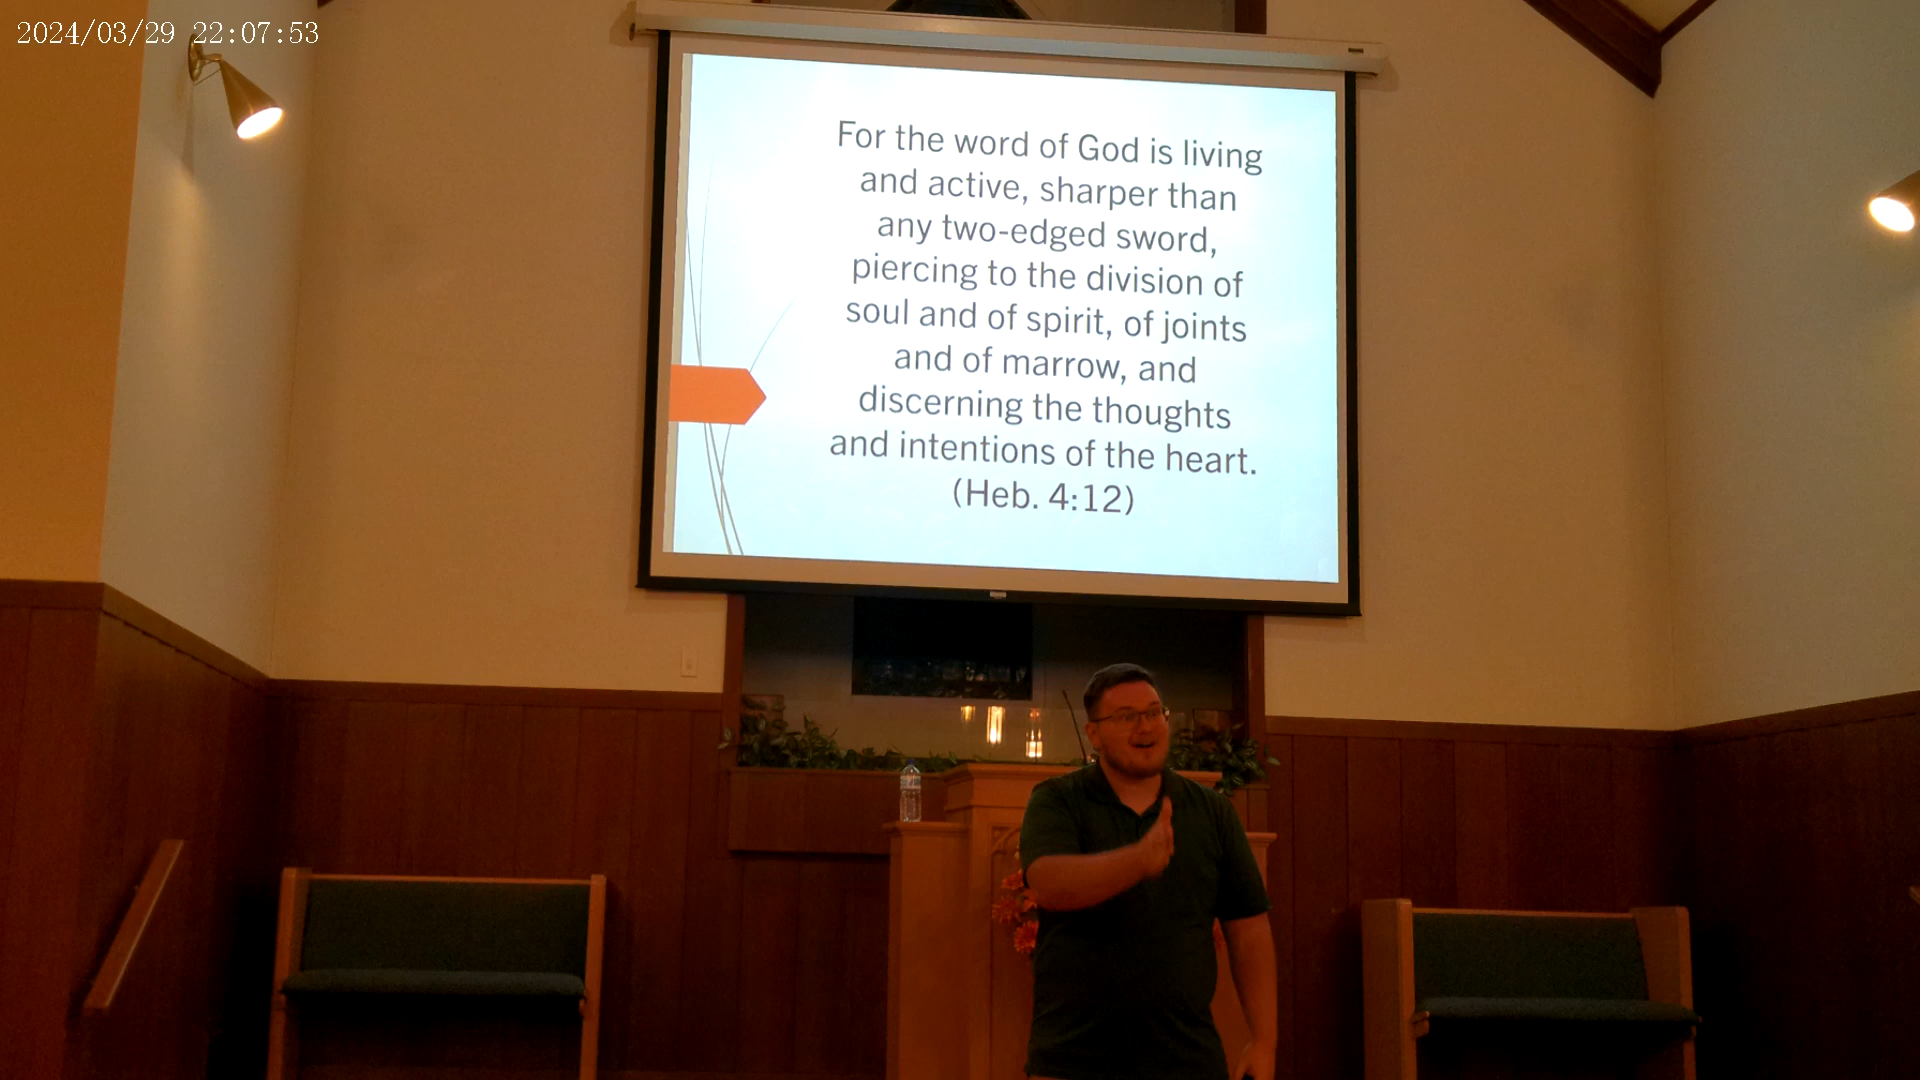 2024/03/29 22:07:53
For the word of God is living
and active, sharper than
any two-edged sword,
piercing to the division of
soul and of spirit, of joints
and of marrow, and
discerning the thoughts
and intentions of the heart.
(Heb. 4:12)